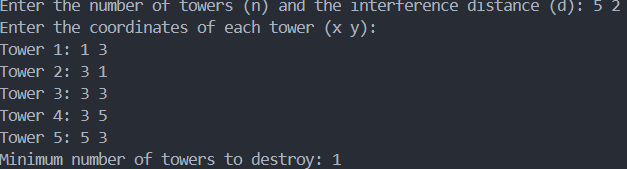 Enter the number of towers (n) and the interference distance (d): 5 2
Enter the coordinates of each tower (x y):
Tower 1: 1 3
Tower 2: 3 1
Tower 3: 3 3
Tower 4: 3 5
Tower 5: 5 3
Minimum number of towers to destroy: 1